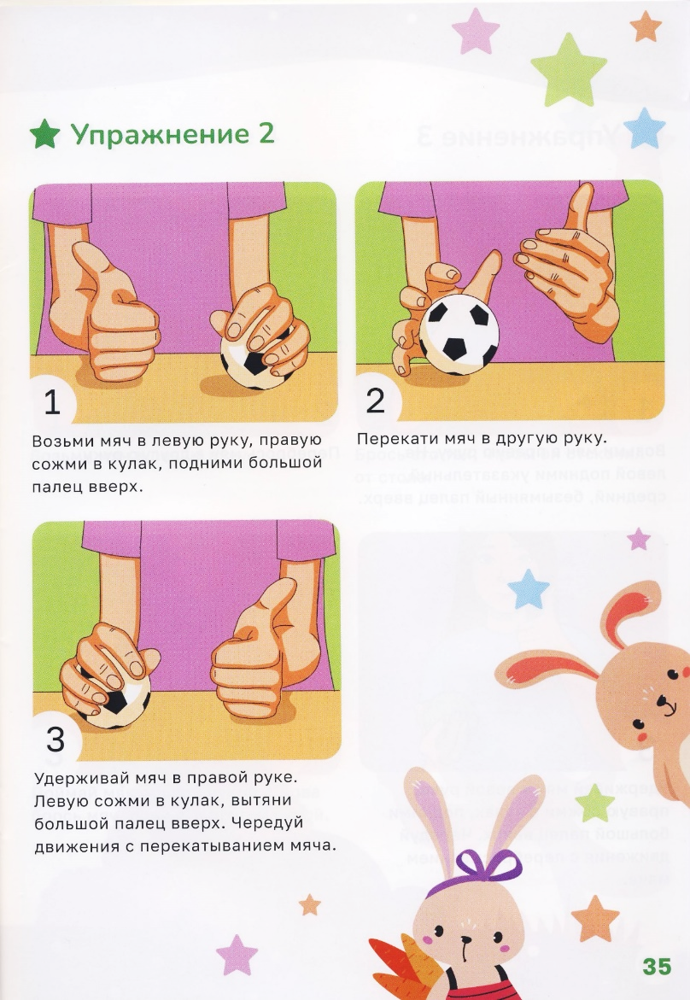 Упражнение 2
1
Возьми мяч в левую руку, правую
сожми в кулак, подними большой
палец вверх.
2
Перекати мяч в другую руку.
3
Удерживай мяч в правой руке.
Левую сожми в кулак, вытяни
большой палец вверх. Чередуй
движения с перекатыванием мяча.
35